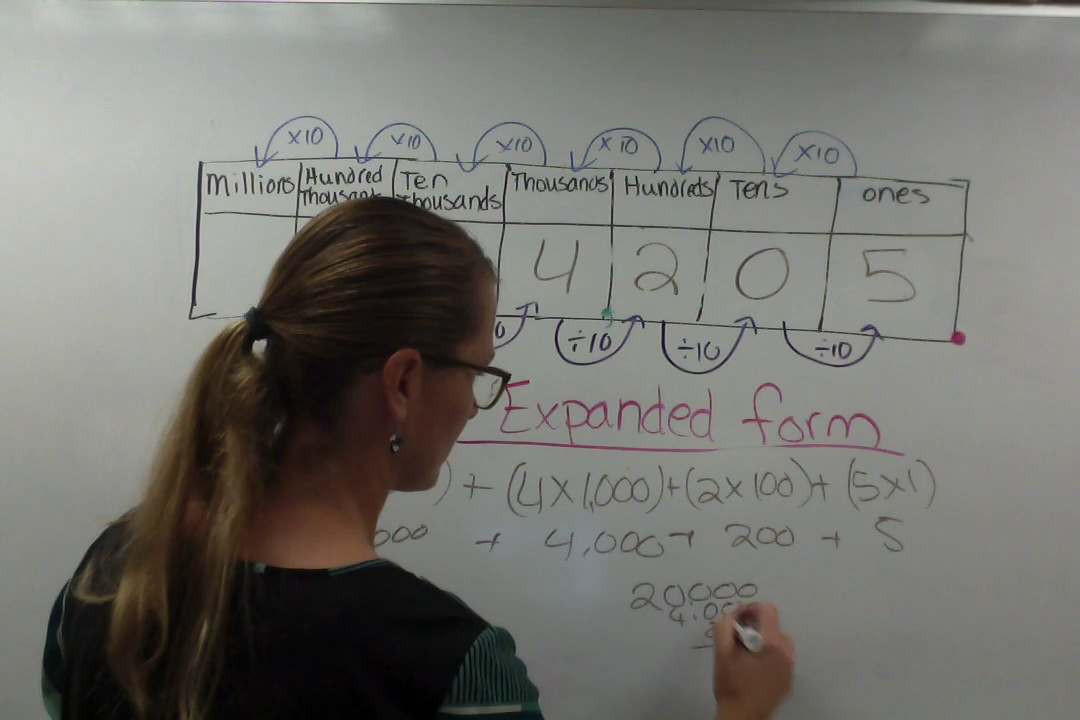 x10 x10 x10 x10 x10 x10
Millions Hundred Ten Thousands Hundreds Tens ones
Thousands
4 2 0 5
÷10 ÷10 ÷10
Expanded form
) + (4x1,000)+(2x100)+ (5x1)
000 + 4,000+ 200 + 5
20000